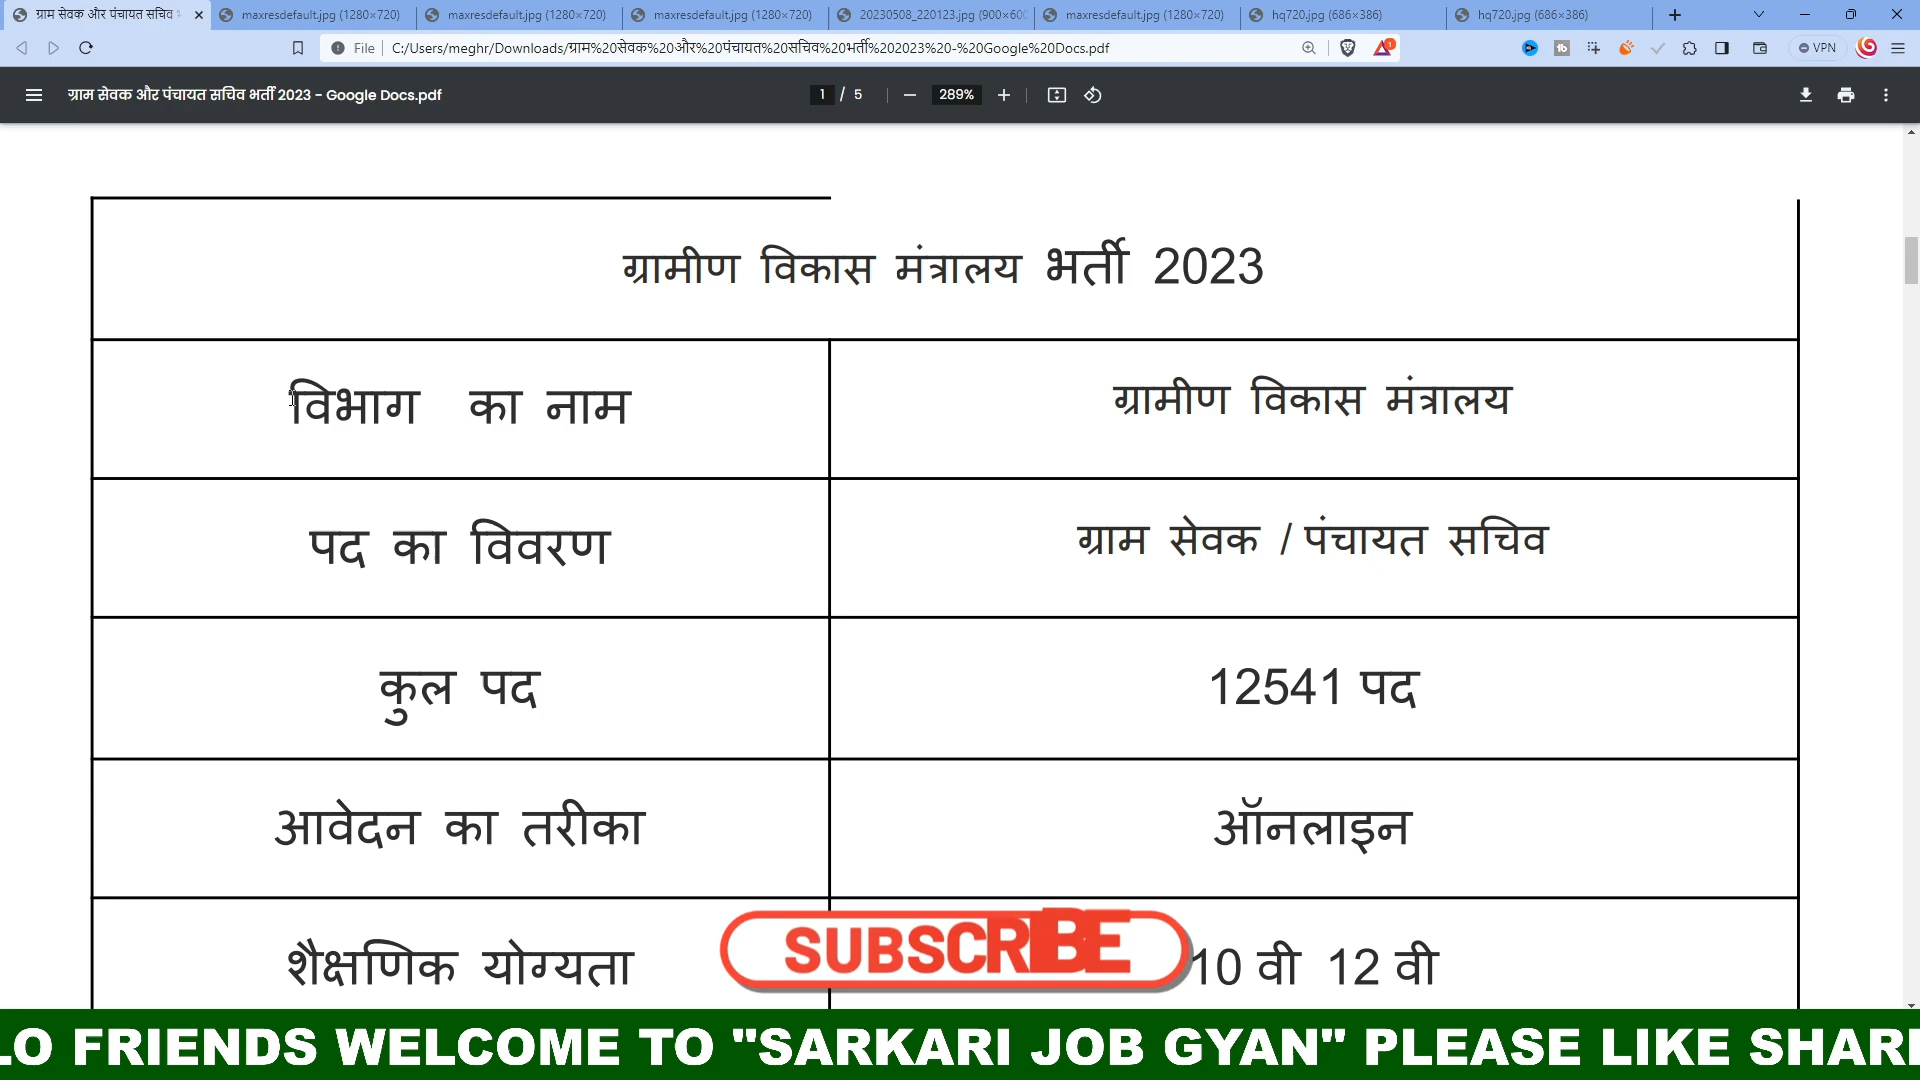 ग्राम सेवक और पंचायत सचिव
maxresdefault.jpg (1280×720)
maxresdefault.jpg (1280×720)
maxresdefault.jpg (1280×720)
20230508_220123.jpg (900×600
maxresdefault.jpg (1280×720)
hq720.jpg (686×386)
hq720.jpg (686×386)
File C:/Users/meghr/Downloads/ग्राम%20सेवक%20और%20पंचायत%20सचिव%20भर्ती%202023%20-%20Google%20Docs.pdf
VPN
ग्राम सेवक और पंचायत सचिव भर्ती 2023 - Google Docs.pdf
1 / 5
289%
ग्रामीण विकास मंत्रालय भर्ती 2023
विभाग का नाम ग्रामीण विकास मंत्रालय
पद का विवरण ग्राम सेवक / पंचायत सचिव
कुल पद 12541 पद
आवेदन का तरीका ऑनलाइन
शैक्षणिक योग्यता 10 वी 12 वी
SUBSCRIBE
LO FRIENDS WELCOME TO "SARKARI JOB GYAN" PLEASE LIKE SHAR